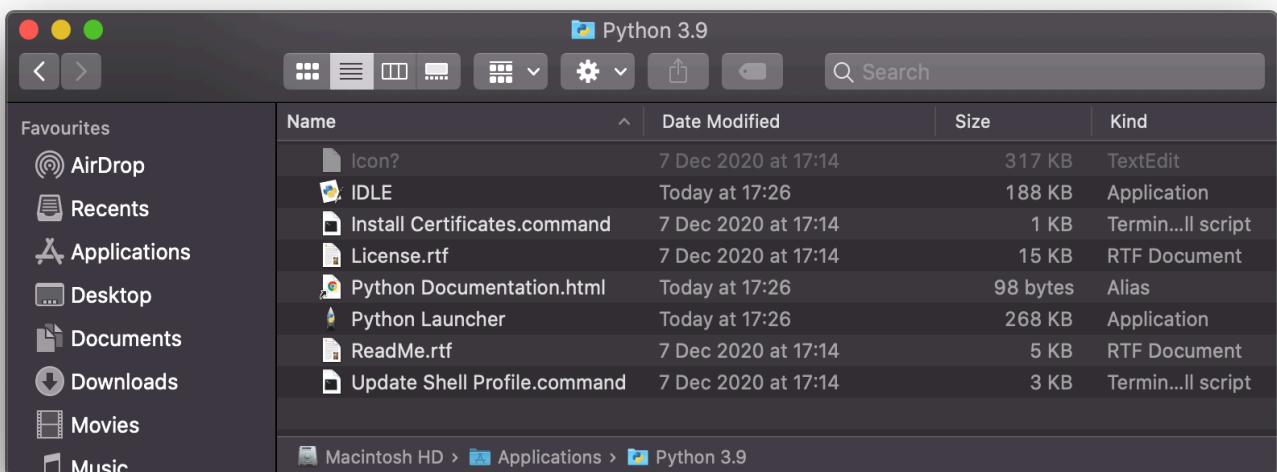 Python 3.9
Search
Favourites
AirDrop
Recents
Applications
Desktop
Documents
Downloads
Movies
Music
Name Date Modified Size Kind
Icon? 7 Dec 2020 at 17:14 317 KB TextEdit
IDLE Today at 17:26 188 KB Application
Install Certificates.command 7 Dec 2020 at 17:14 1 KB Termin...ll script
License.rtf 7 Dec 2020 at 17:14 15 KB RTF Document
Python Documentation.html Today at 17:26 98 bytes Alias
Python Launcher Today at 17:26 268 KB Application
ReadMe.rtf 7 Dec 2020 at 17:14 5 KB RTF Document
Update Shell Profile.command 7 Dec 2020 at 17:14 3 KB Termin...ll script
Macintosh HD › Applications › Python 3.9